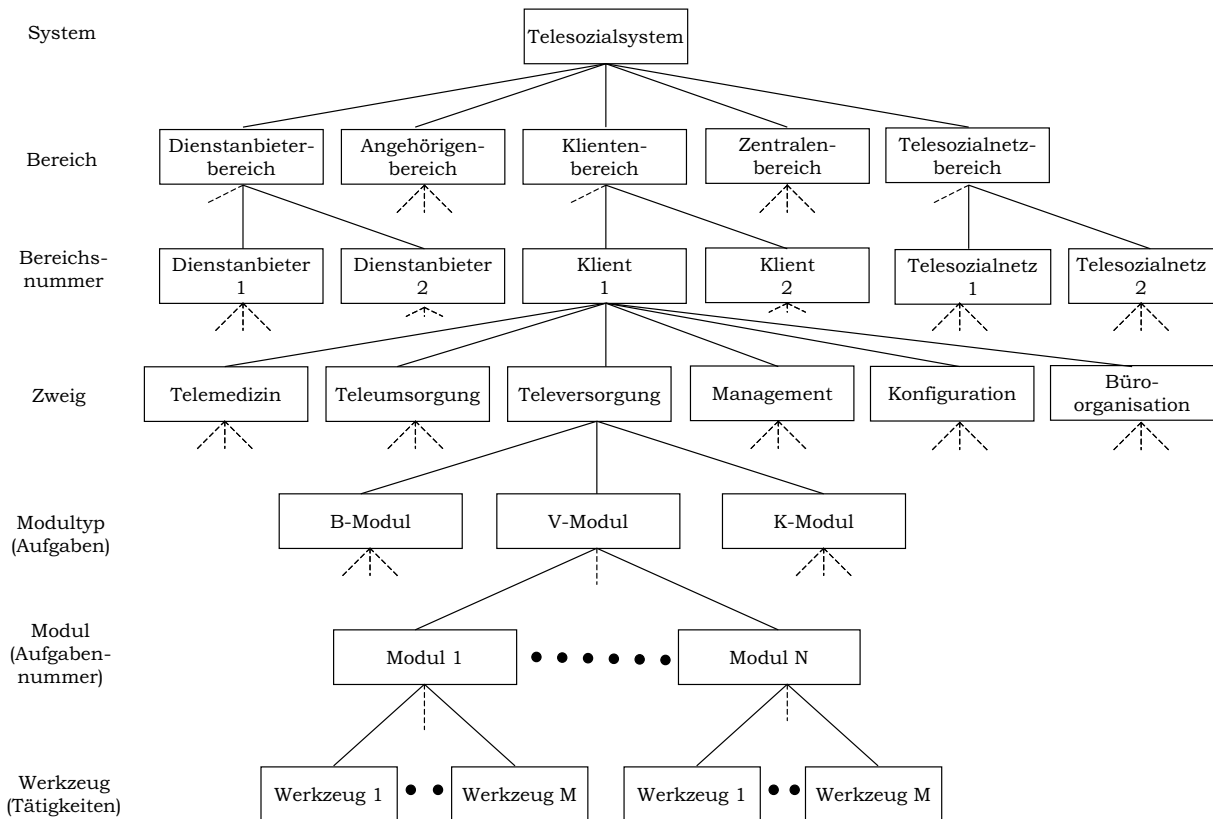 System
Telesozialsystem
Bereich
Dienstanbieter-
bereich
Angehörigen-
bereich
Klienten-
bereich
Zentralen-
bereich
Telesozialnetz-
bereich
Bereichs-
nummer
Dienstanbieter
1
Dienstanbieter
2
Klient
1
Klient
2
Telesozialnetz
1
Telesozialnetz
2
Zweig
Telemedizin
Teleumsorgung
Televersorgung
Management
Konfiguration
Büro-
organisation
Modultyp
(Aufgaben)
B-Modul
V-Modul
K-Modul
Modul
(Aufgaben-
nummer)
Modul 1
Modul N
Werkzeug
(Tätigkeiten)
Werkzeug 1
Werkzeug M
Werkzeug 1
Werkzeug M